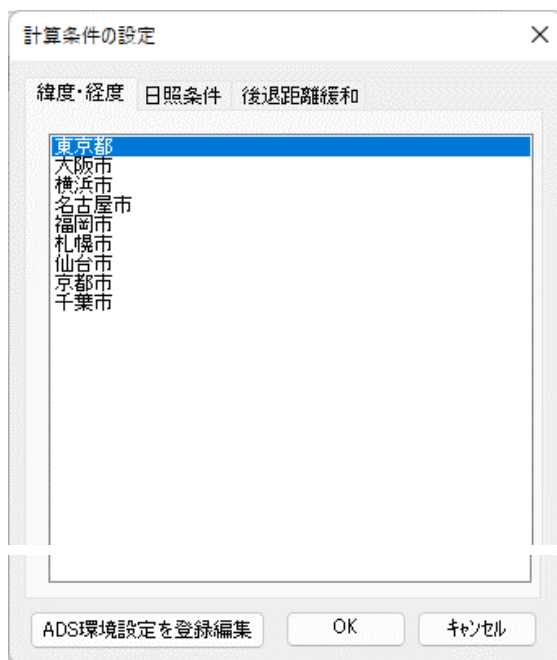 計算条件の設定
緯度・経度 日照条件 後退距離緩和
東京都
大阪市
横浜市
名古屋市
福岡市
札幌市
仙台市
京都市
千葉市
ADS環境設定を登録編集 OK ｷｬﾝｾﾙ